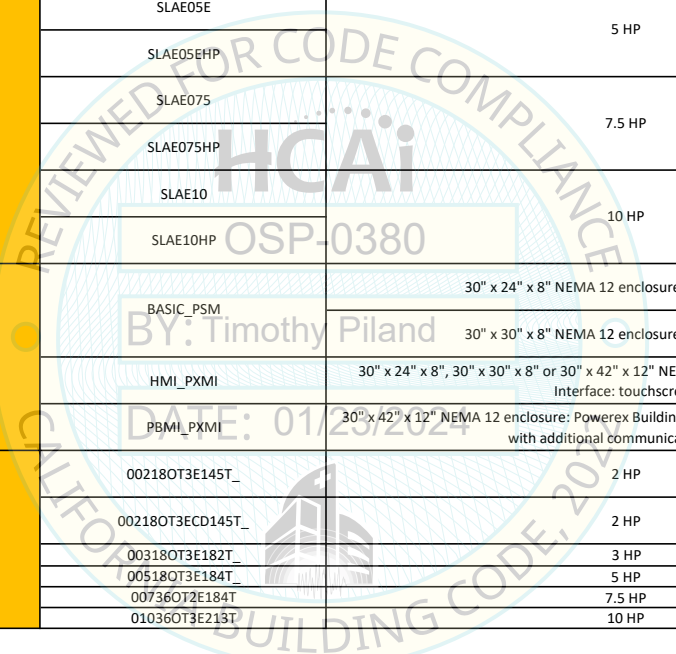 SLAE05E
5 HP
SLAE05EHP
SLAE075
7.5 HP
SLAE075HP
SLAE10
10 HP
SLAE10HP
30" x 24" x 8" NEMA 12 enclosure
BASIC_PSM
30" x 30" x 8" NEMA 12 enclosure
HMI_PXMI
30" x 24" x 8", 30" x 30" x 8" or 30" x 42" x 12" NE
Interface: touchscre
PBMI_PXMI
30" x 42" x 12" NEMA 12 enclosure: Powerex Buildin
with additional communica
00218OT3E145T_
2 HP
00218OT3ECD145T_
2 HP
00318OT3E182T_
3 HP
00518OT3E184T_
5 HP
00736OT2E184T
7.5 HP
01036OT3E213T
10 HP
REVIEWED FOR CODE COMPLIANCE
HCAi
OSP-0380
BY: Timothy Piland
DATE: 01/23/2024
CALIFORNIA BUILDING CODE, 2022